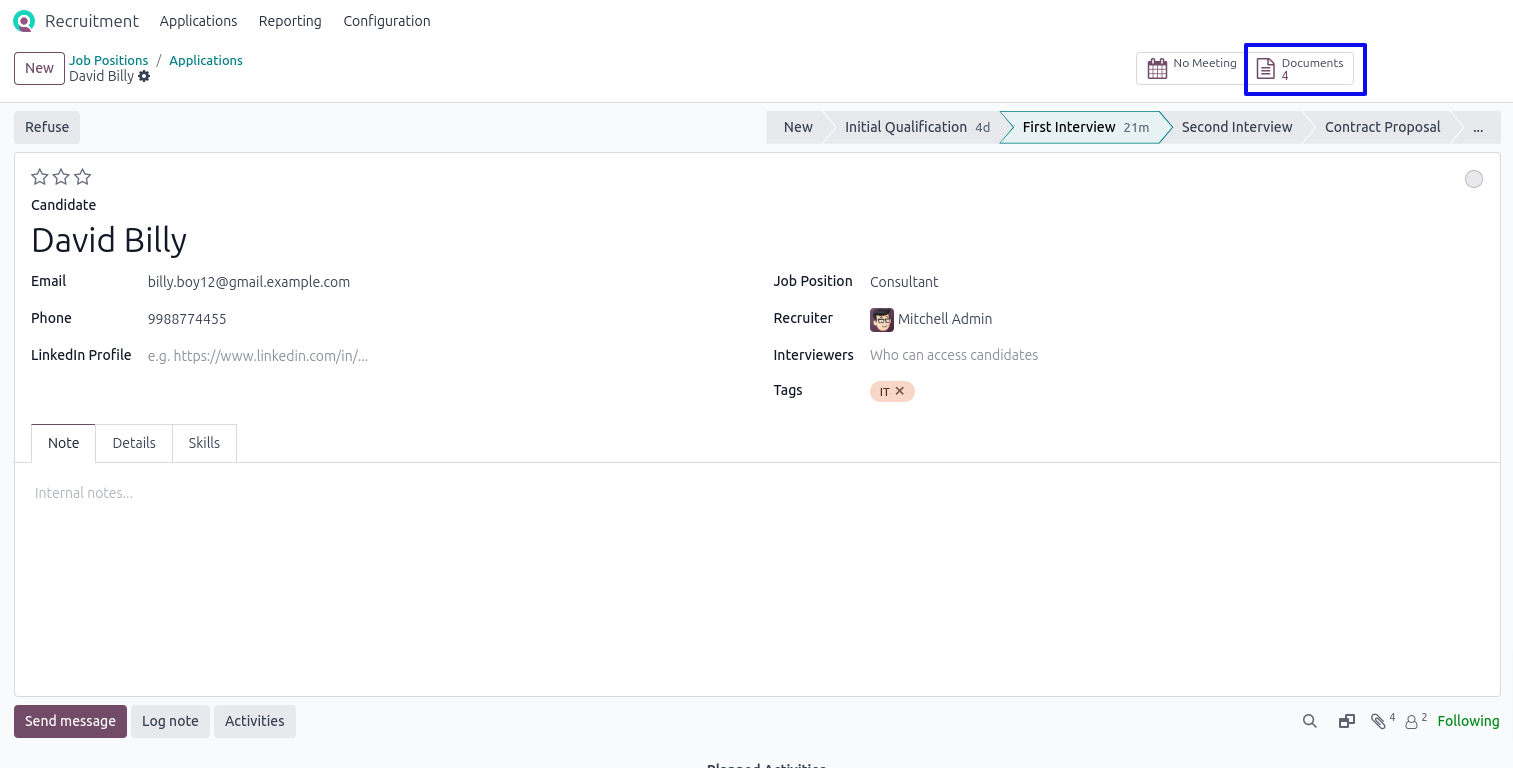 Recruitment Applications Reporting Configuration
New Job Positions / Applications
David Billy
No Meeting
Documents
4
Refuse
New Initial Qualification 4d First Interview 21m Second Interview Contract Proposal ...
Candidate
David Billy
Email billy.boy12@gmail.example.com
Job Position Consultant
Phone 9988774455
Recruiter Mitchell Admin
LinkedIn Profile e.g. https://www.linkedin.com/in/...
Interviewers Who can access candidates
Tags IT
Note Details Skills
Internal notes...
Send message Log note Activities
4 2 Following
Planned Activities